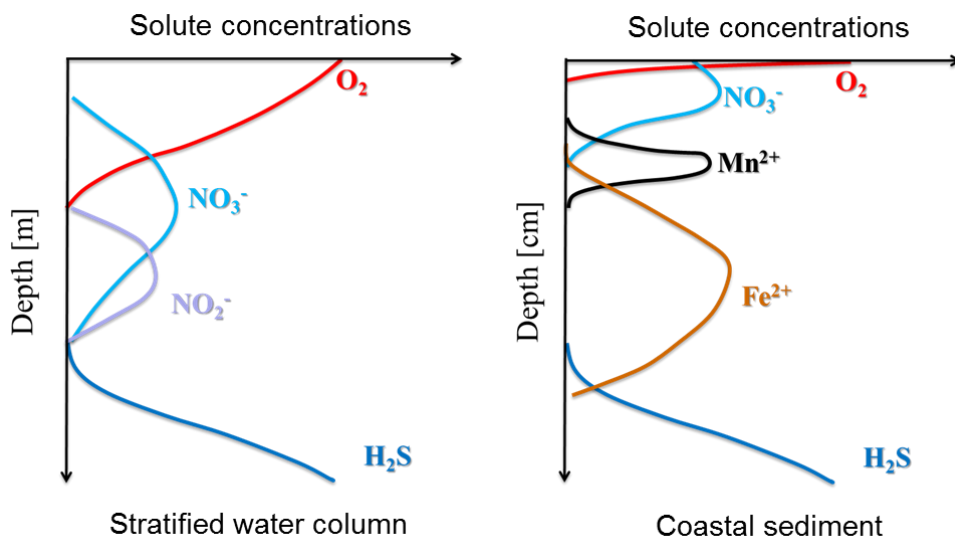 Solute concentrations
O₂
NO₃⁻
NO₂⁻
H₂S
Depth [m]
Stratified water column
Solute concentrations
O₂
NO₃⁻
Mn²⁺
Fe²⁺
H₂S
Depth [cm]
Coastal sediment